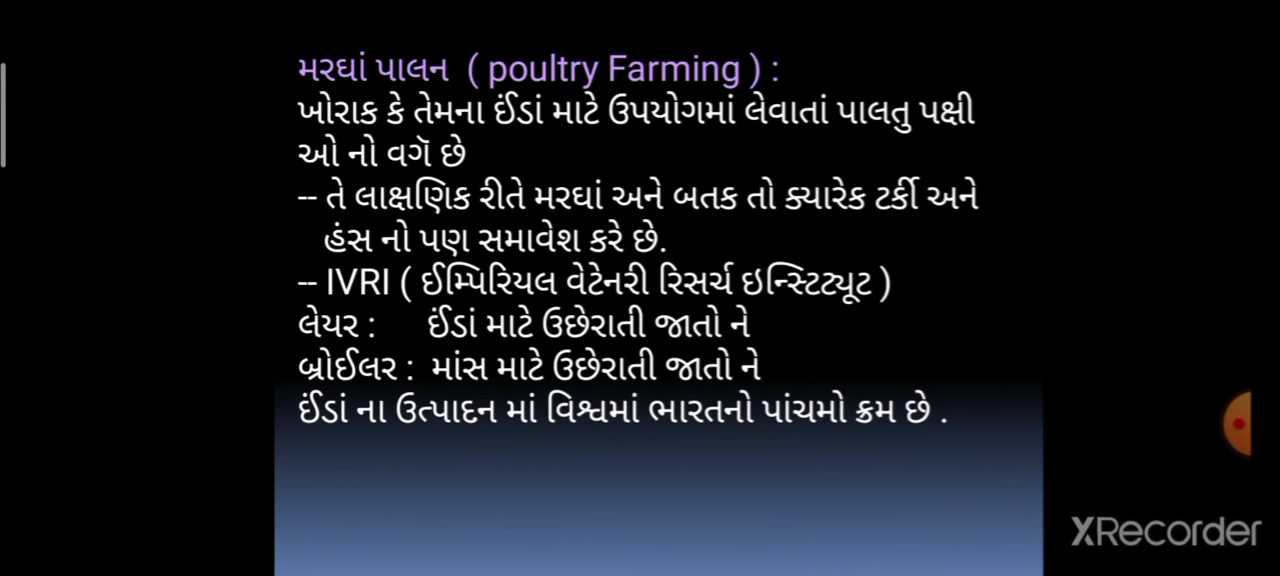 મરઘાં પાલન ( poultry Farming ) :
ખોરાક કે તેમના ઈંડાં માટે ઉપયોગમાં લેવાતાં પાલતુ પક્ષી
ઓ નો વગૅ છે
-- તે લાક્ષણિક રીતે મરઘાં અને બતક તો ક્યારેક ટર્કી અને
હંસ નો પણ સમાવેશ કરે છે.
-- IVRI ( ઈમ્પિરિયલ વેટેનરી રિસર્ચ ઇન્સ્ટિટ્યૂટ )
લેયર : ઈંડાં માટે ઉછેરાતી જાતો ને
બ્રોઈલર : માંસ માટે ઉછેરાતી જાતો ને
ઈંડાં ના ઉત્પાદન માં વિશ્વમાં ભારતનો પાંચમો ક્રમ છે .
XRecorder